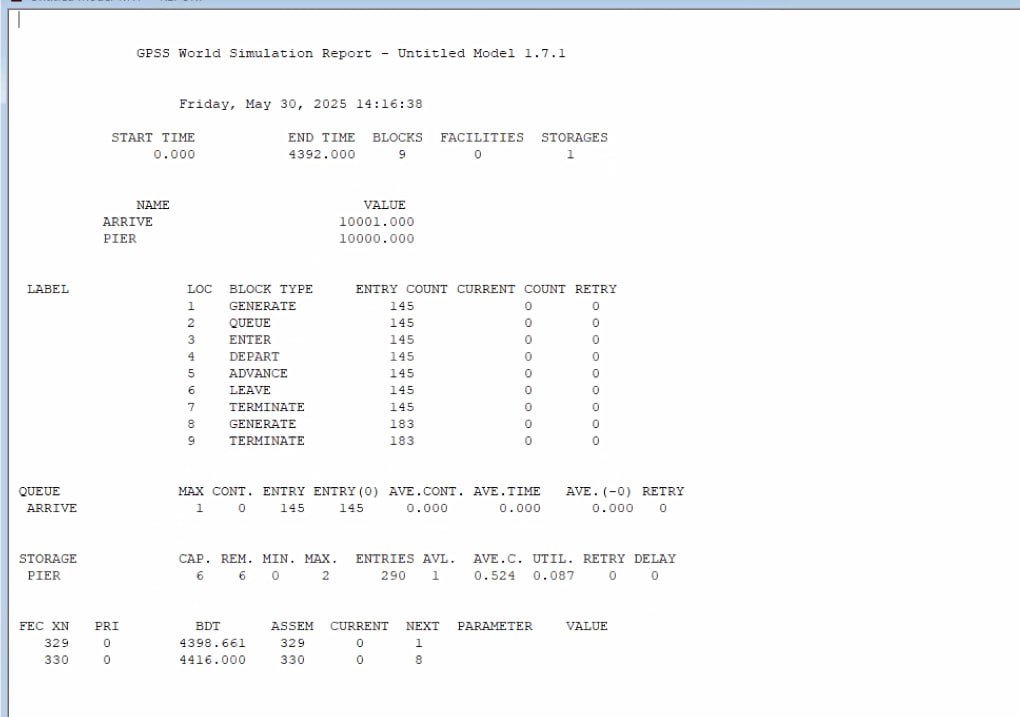 GPSS World Simulation Report - Untitled Model 1.7.1
Friday, May 30, 2025 14:16:38
START TIME END TIME BLOCKS FACILITIES STORAGES
0.000 4392.000 9 0 1
NAME VALUE
ARRIVE 10001.000
PIER 10000.000
LABEL LOC BLOCK TYPE ENTRY COUNT CURRENT COUNT RETRY
1 GENERATE 145 0 0
2 QUEUE 145 0 0
3 ENTER 145 0 0
4 DEPART 145 0 0
5 ADVANCE 145 0 0
6 LEAVE 145 0 0
7 TERMINATE 145 0 0
8 GENERATE 183 0 0
9 TERMINATE 183 0 0
QUEUE MAX CONT. ENTRY ENTRY(0) AVE.CONT. AVE.TIME AVE.(-0) RETRY
ARRIVE 1 0 145 145 0.000 0.000 0.000 0
STORAGE CAP. REM. MIN. MAX. ENTRIES AVL. AVE.C. UTIL. RETRY DELAY
PIER 6 6 0 2 290 1 0.524 0.087 0 0
FEC XN PRI BDT ASSEM CURRENT NEXT PARAMETER VALUE
329 0 4398.661 329 0 1
330 0 4416.000 330 0 8